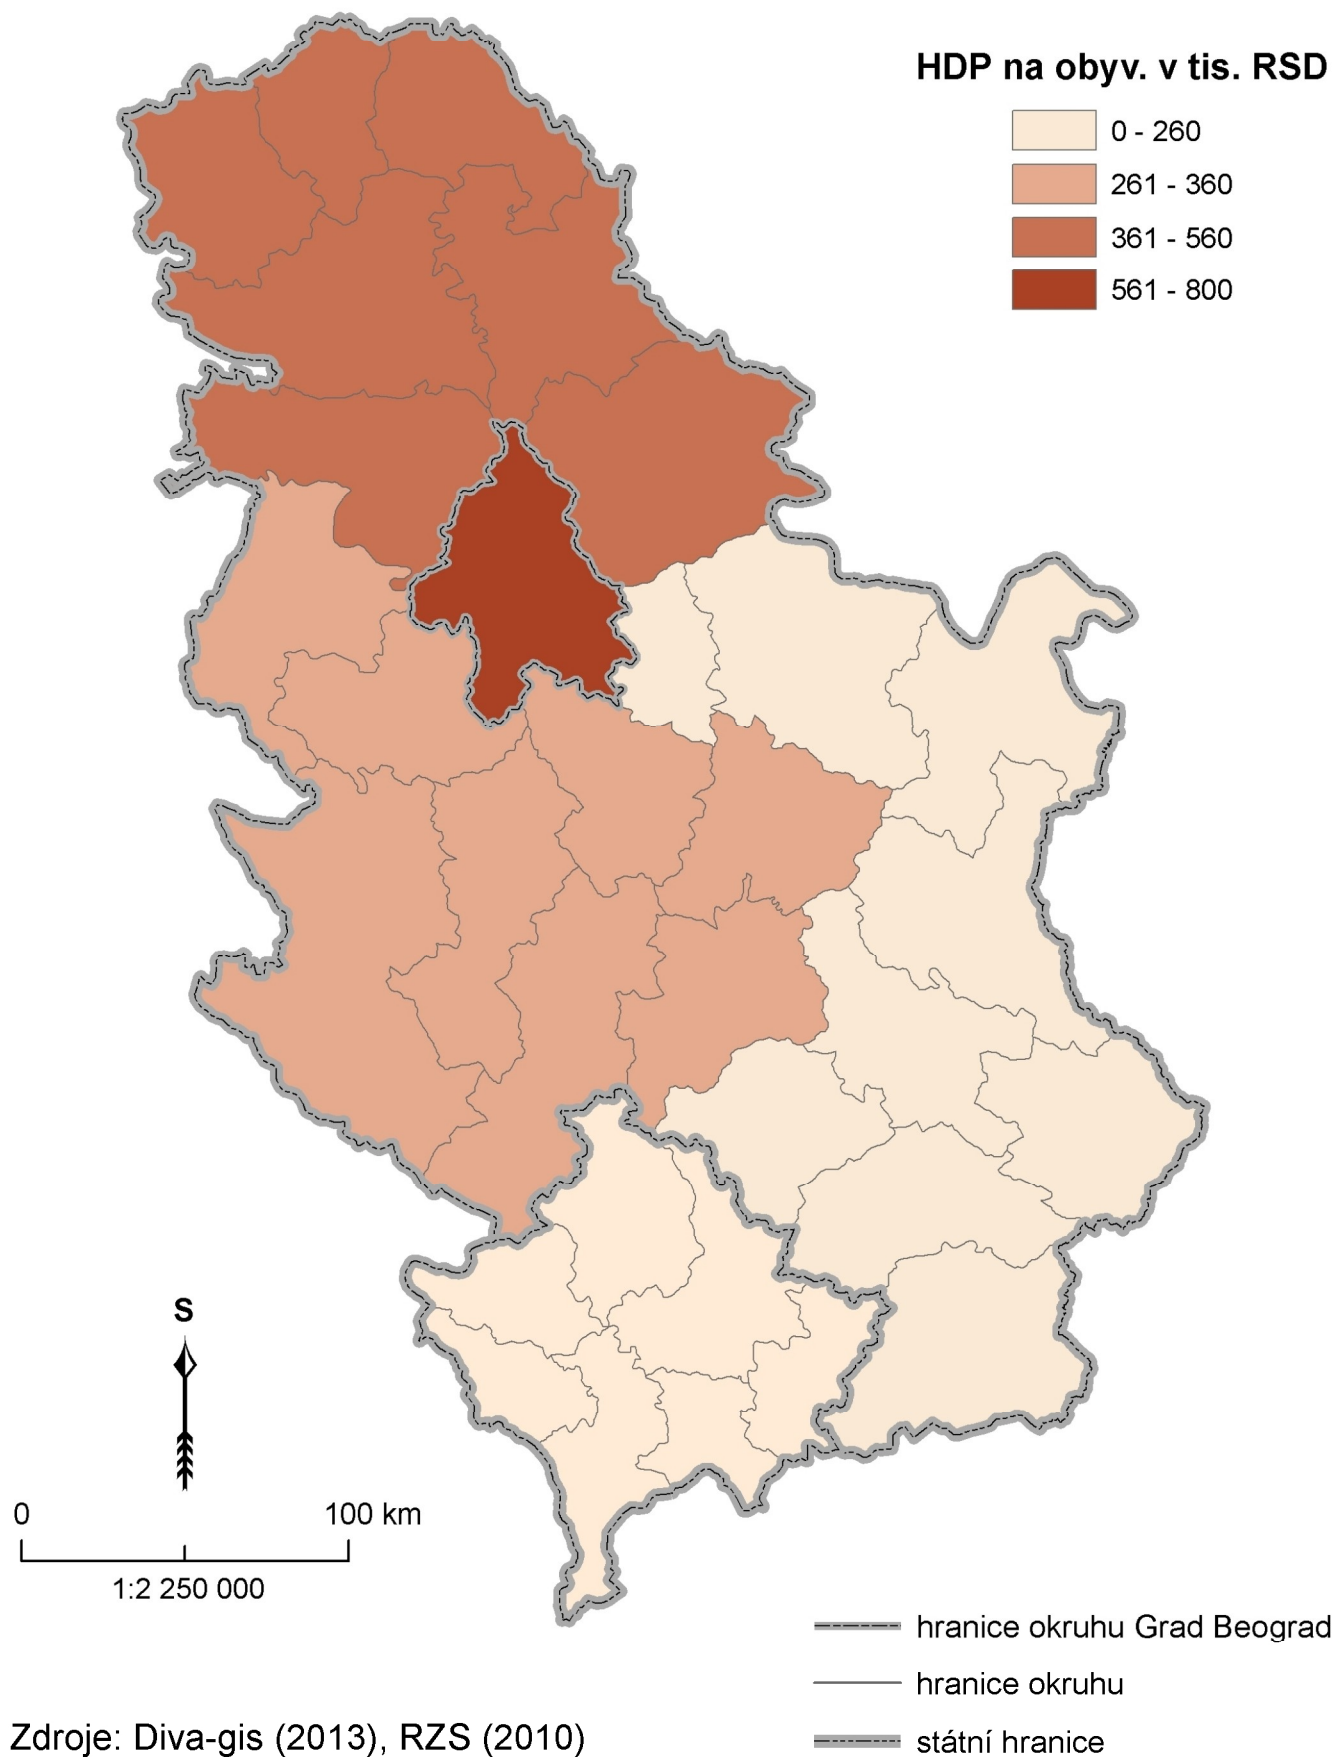 HDP na obyv. v tis. RSD
0 - 260
261 - 360
361 - 560
561 - 800
S
0 100 km
1:2 250 000
hranice okruhu Grad Beograd
hranice okruhu
státní hranice
Zdroje: Diva-gis (2013), RZS (2010)